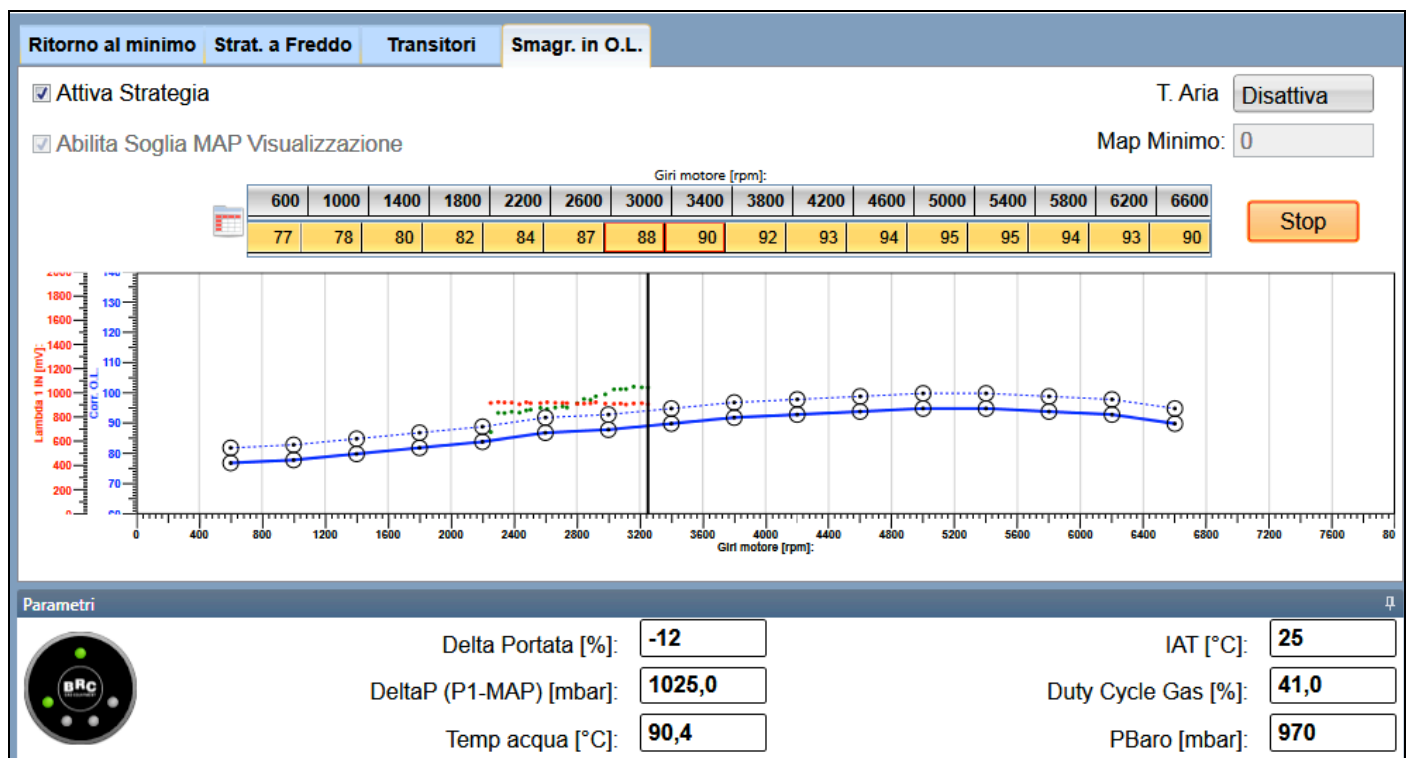 Ritorno al minimo Strat. a Freddo Transitori Smagr. in O.L.
Attiva Strategia T. Aria Disattiva
Abilita Soglia MAP Visualizzazione Map Minimo: 0
Giri motore [rpm]:
600 1000 1400 1800 2200 2600 3000 3400 3800 4200 4600 5000 5400 5800 6200 6600
77 78 80 82 84 87 88 90 92 93 94 95 95 94 93 90
Stop
Lambda 1 IN [mV]:
2000
1800
1600
1400
1200
1000
800
600
400
200
0
Corr. O.L.
140
130
120
110
100
90
80
70
60
0 400 800 1200 1600 2000 2400 2800 3200 3600 4000 4400 4800 5200 5600 6000 6400 6800 7200 7600 80
Giri motore [rpm]:
Parametri
BRC
Delta Portata [%]: -12 IAT [°C]: 25
DeltaP (P1-MAP) [mbar]: 1025,0 Duty Cycle Gas [%]: 41,0
Temp acqua [°C]: 90,4 PBaro [mbar]: 970